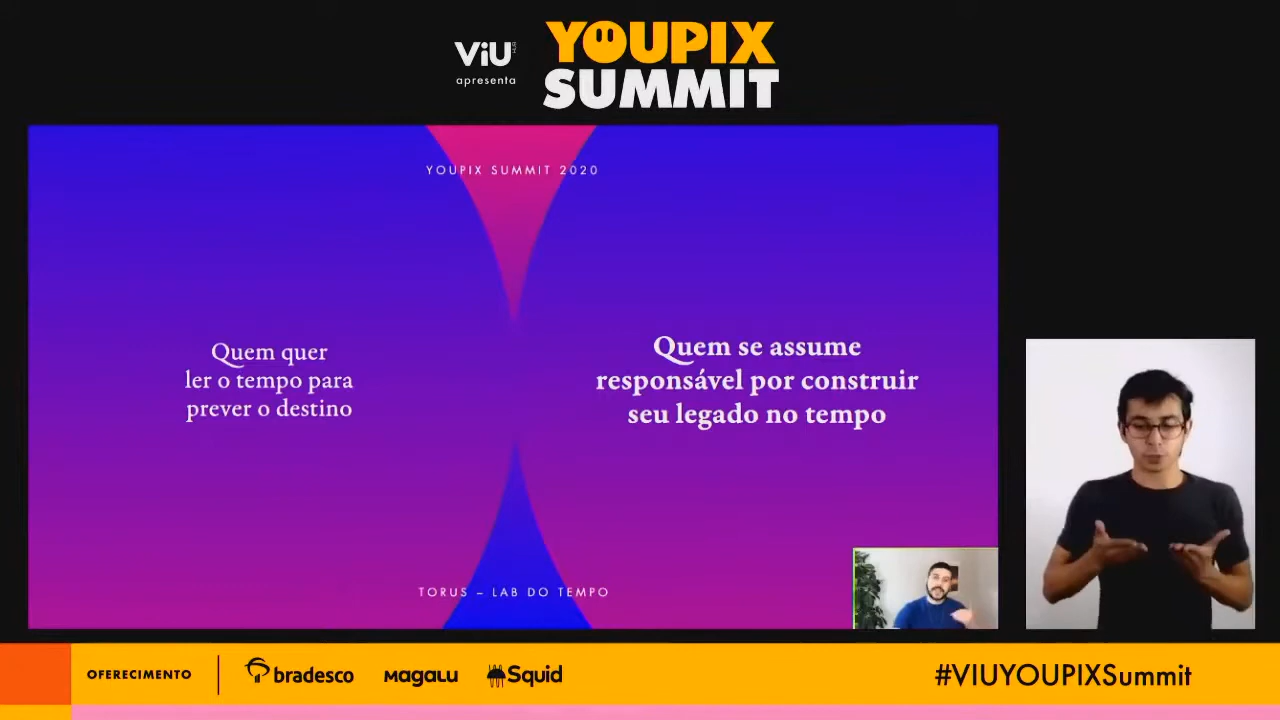 ViU
HUB
apresenta
YOUPIX
SUMMIT
YOUPIX SUMMIT 2020
Quem quer
ler o tempo para
prever o destino
Quem se assume
responsável por construir
seu legado no tempo
TORUS – LAB DO TEMPO
OFERECIMENTO
bradesco
MAGALU
Squid
#VIUYOUPIXSummit